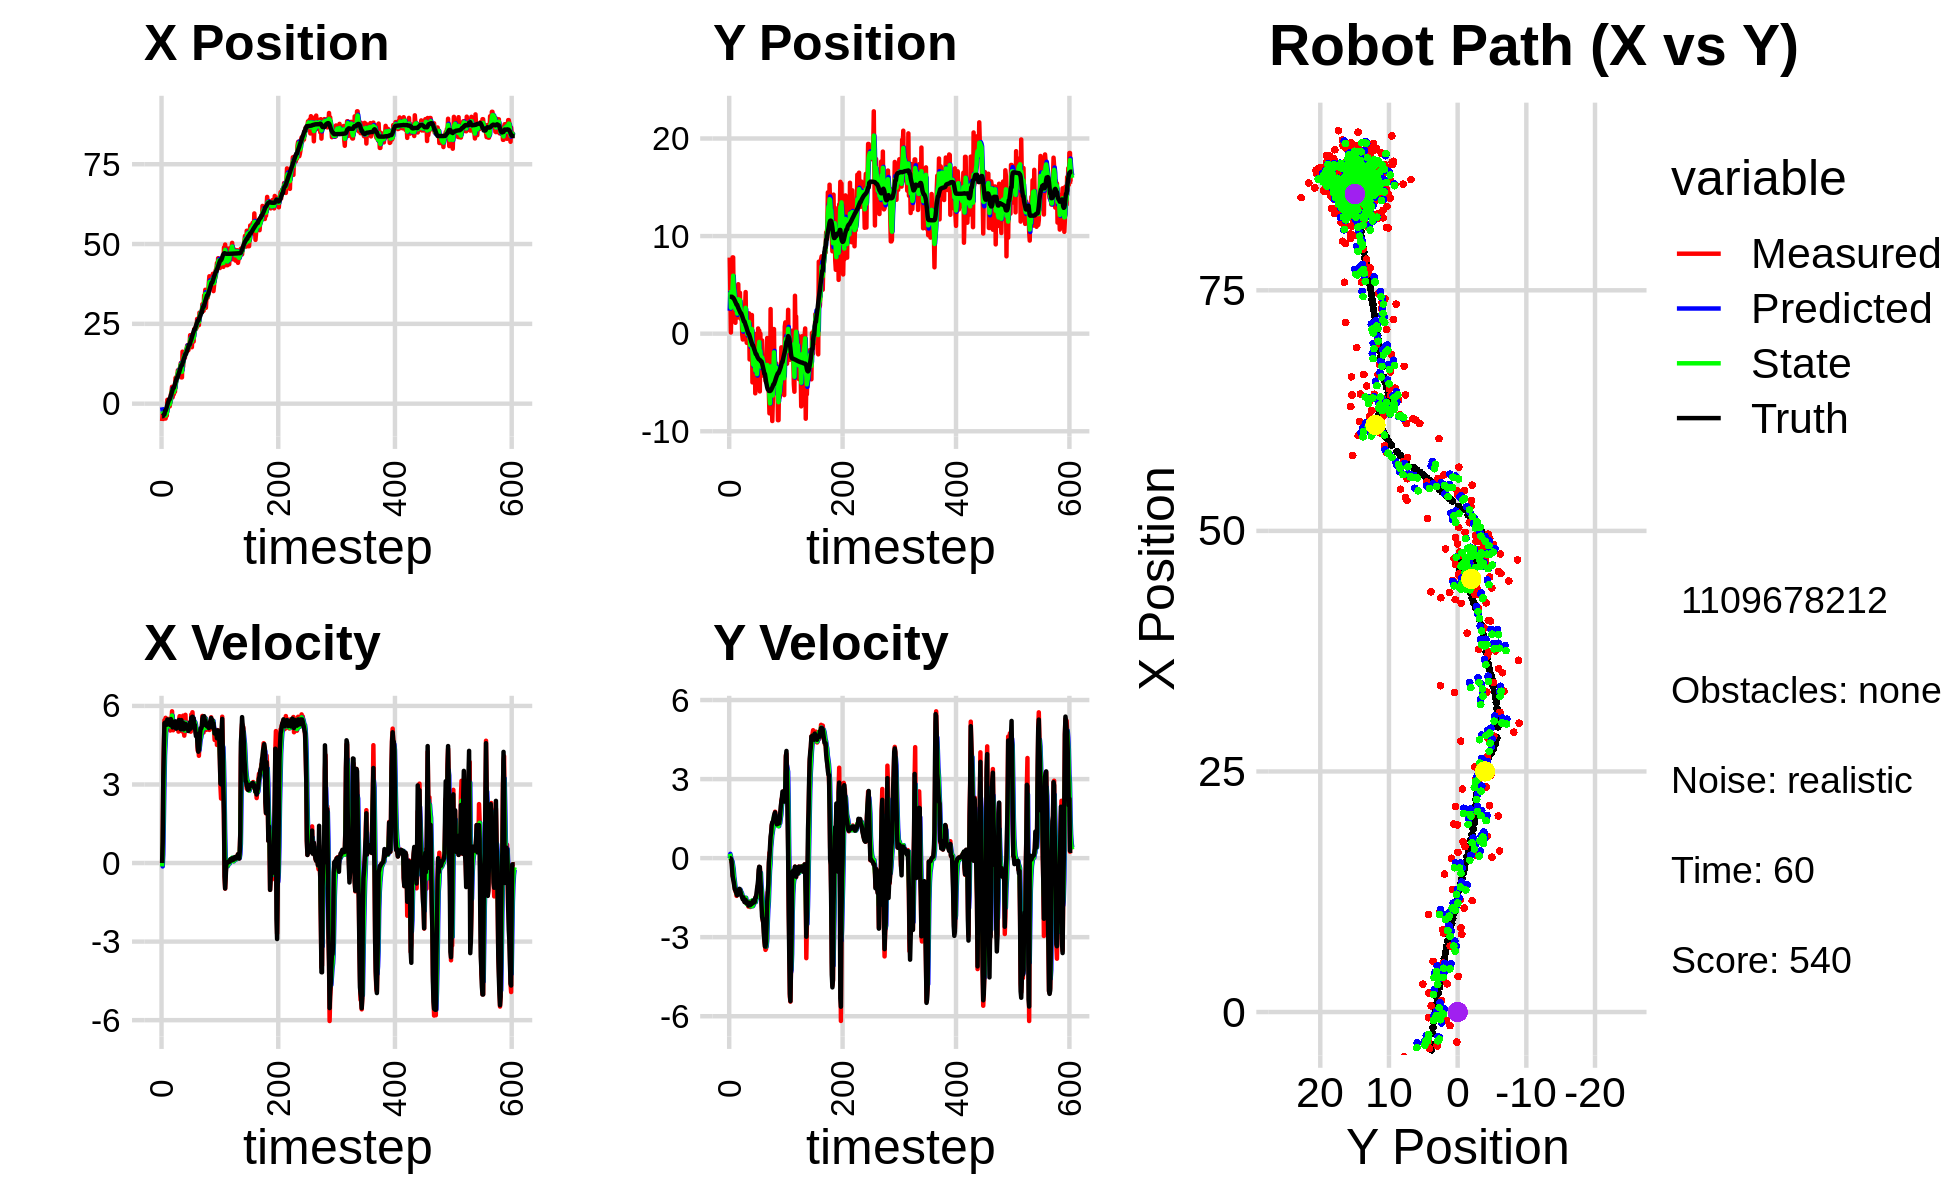 X Position
75
50
25
0
0
200
400
600
timestep
Y Position
20
10
0
-10
0
200
400
600
timestep
X Velocity
6
3
0
-3
-6
0
200
400
600
timestep
Y Velocity
6
3
0
-3
-6
0
200
400
600
timestep
Robot Path (X vs Y)
X Position
75
50
25
0
20 10 0 -10 -20
Y Position
variable
Measured
Predicted
State
Truth
1109678212
Obstacles: none
Noise: realistic
Time: 60
Score: 540